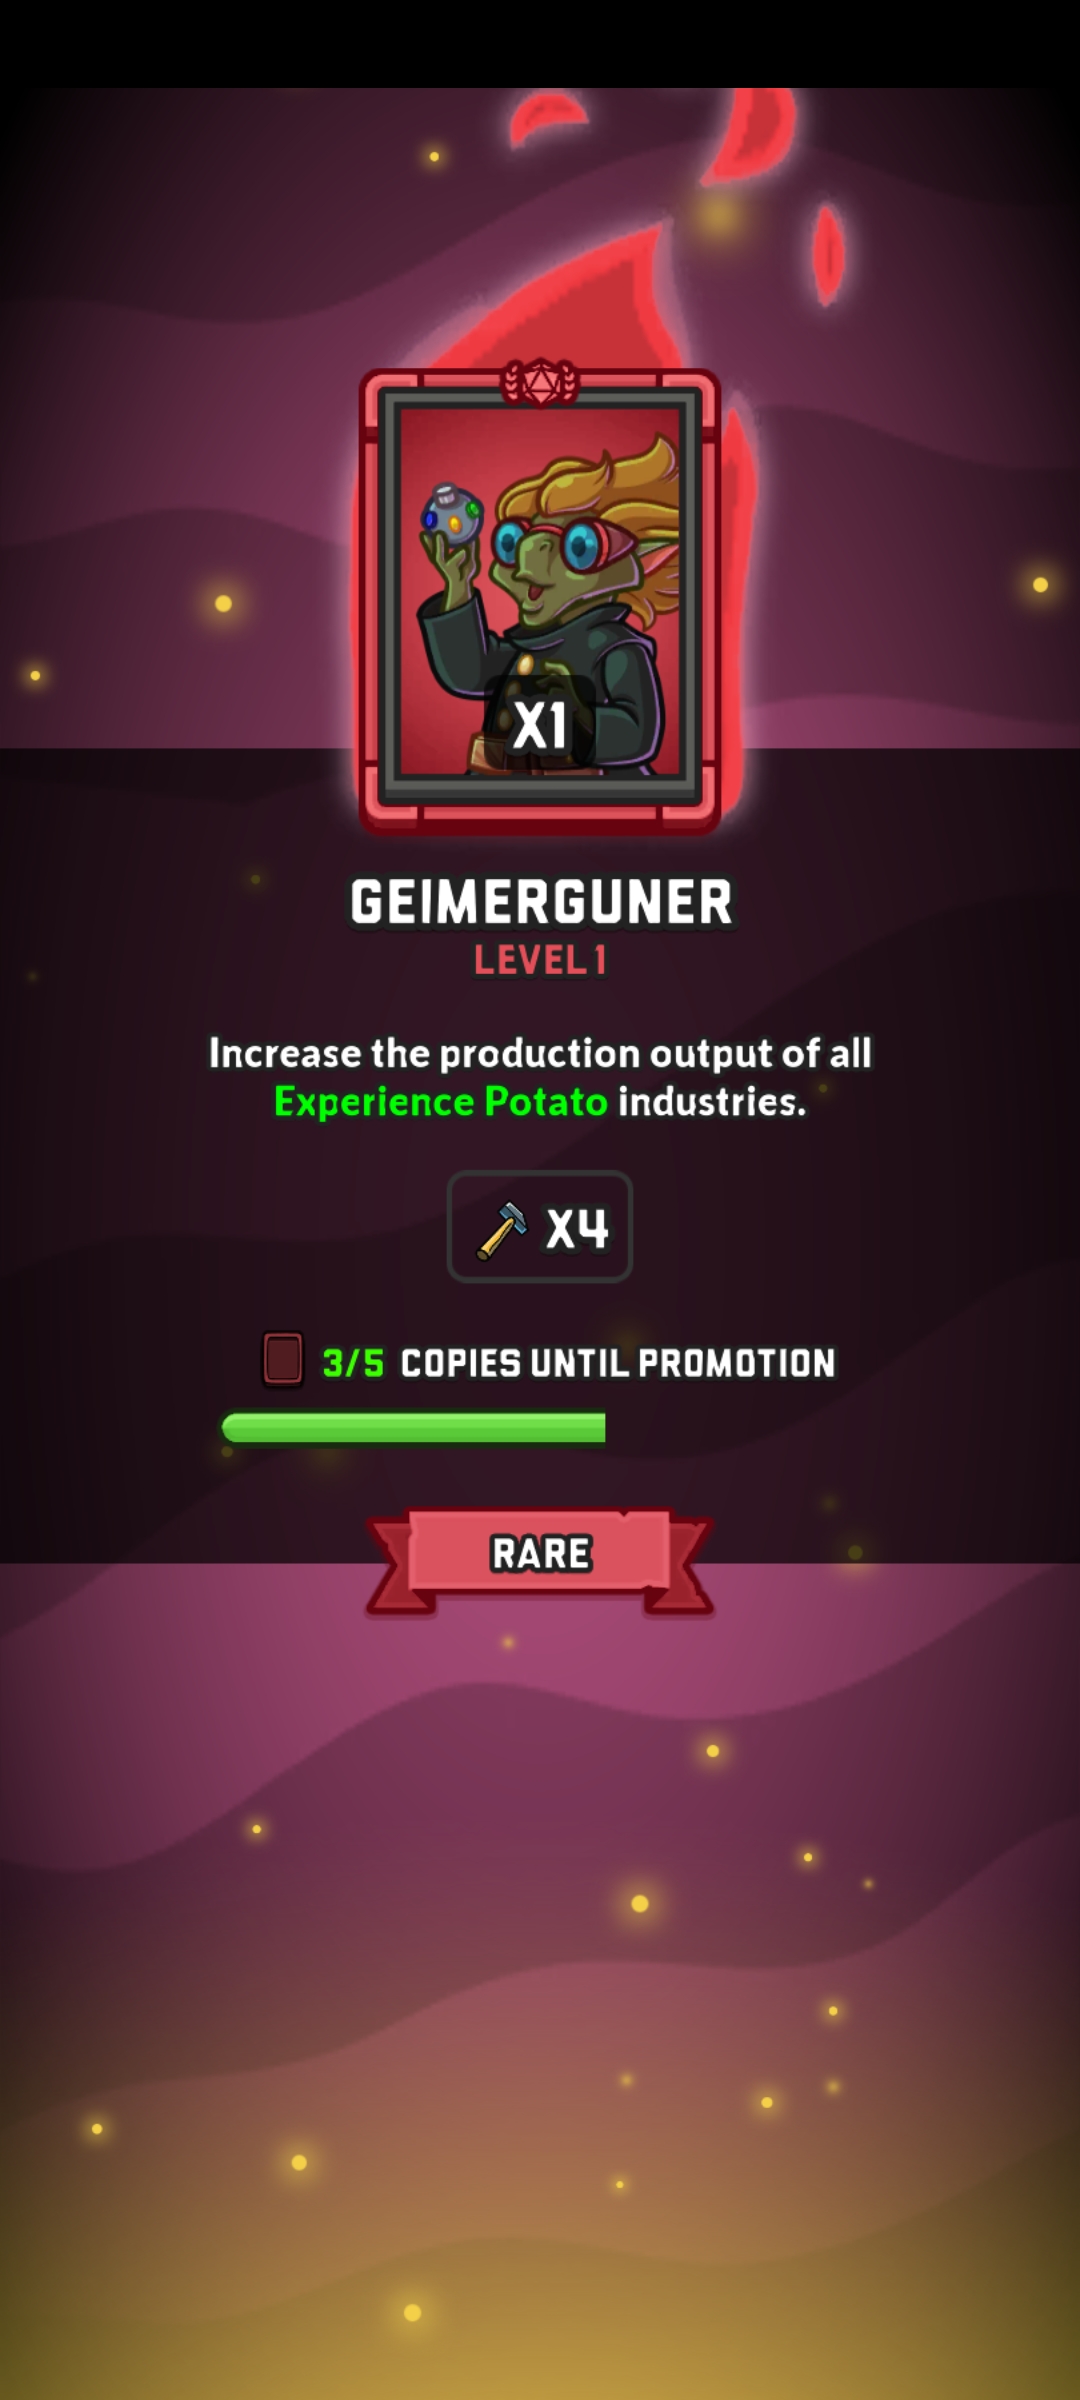 X1
GEIMERGUNER
LEVEL 1
Increase the production output of all
Experience Potato industries.
X4
3/5 COPIES UNTIL PROMOTION
RARE